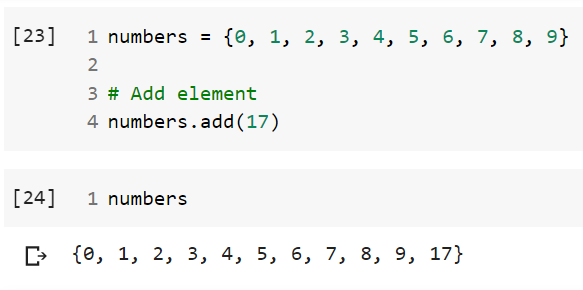 [23] 1 numbers = {0, 1, 2, 3, 4, 5, 6, 7, 8, 9}
2
3 # Add element
4 numbers.add(17)
[24] 1 numbers
{0, 1, 2, 3, 4, 5, 6, 7, 8, 9, 17}